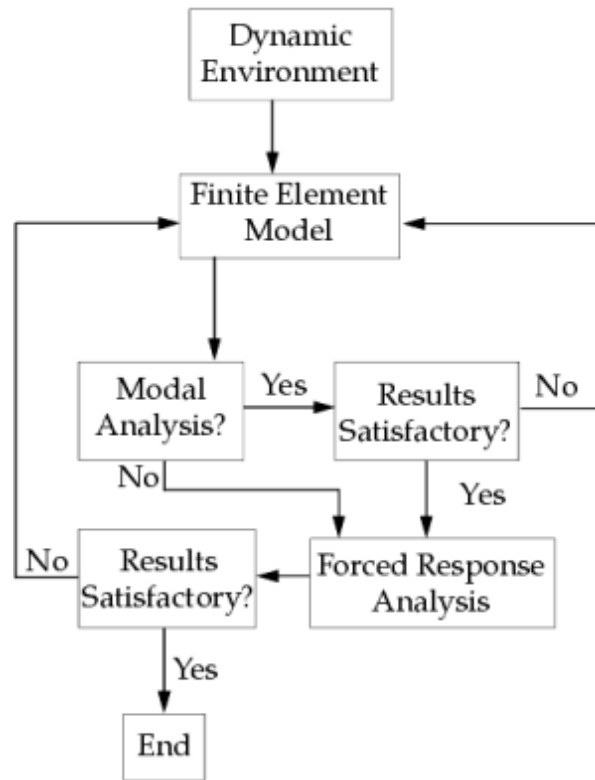 Dynamic
Environment
Finite Element
Model
Modal
Analysis?
Yes
Results
Satisfactory?
No
No
Yes
Forced Response
Analysis
Results
Satisfactory?
No
Yes
End